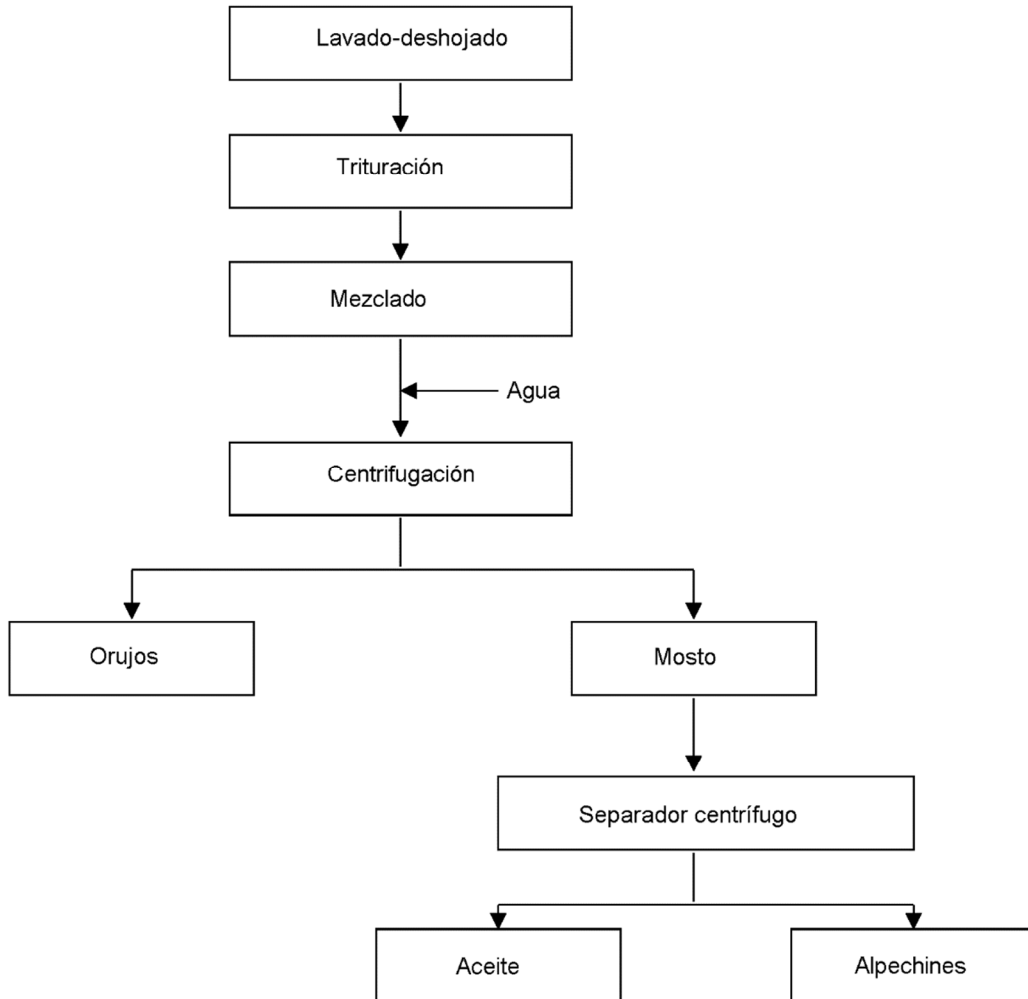 Lavado-deshojado
Trituración
Mezclado
Agua
Centrifugación
Orujos
Mosto
Separador centrífugo
Aceite
Alpechines